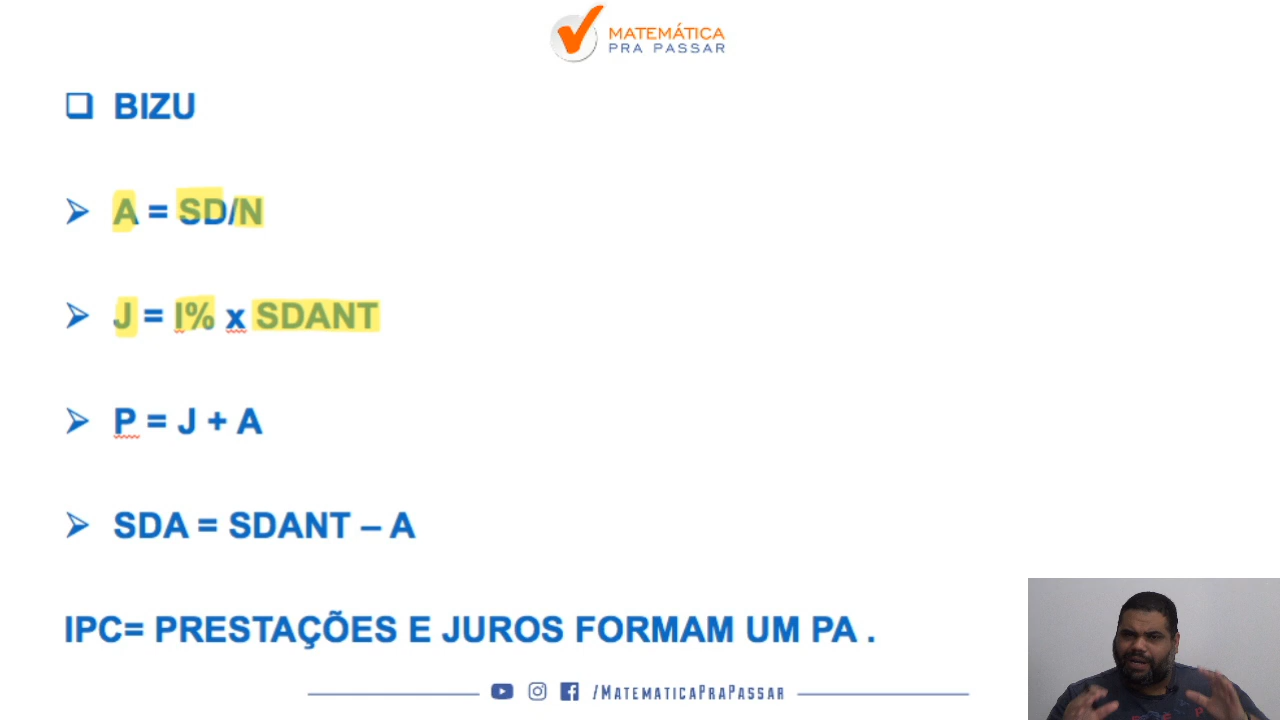 MATEMÁTICA
PRA PASSAR
BIZU
A = SD/N
J = I% x SDANT
P = J + A
SDA = SDANT – A
IPC= PRESTAÇÕES E JUROS FORMAM UM PA .
/MATEMATICAPRAPASSAR